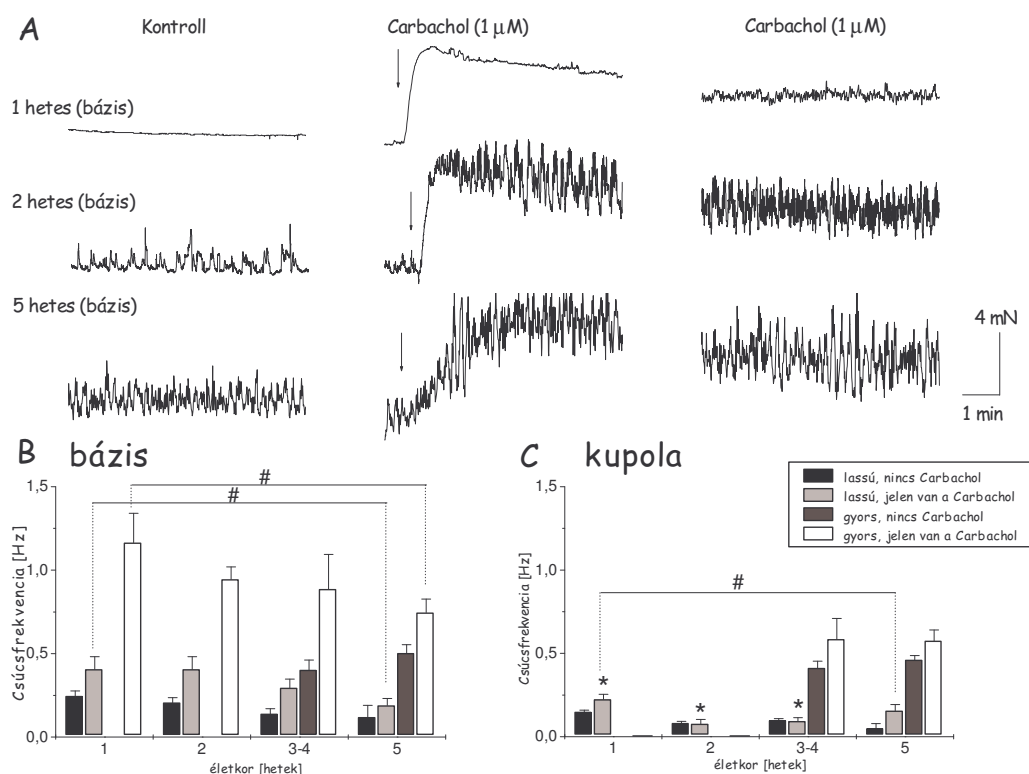 A
Kontroll
Carbachol (1 µM)
Carbachol (1 µM)
1 hetes (bázis)
2 hetes (bázis)
5 hetes (bázis)
4 mN
1 min
B bázis
#
#
1,5
1,0
0,5
0,0
Csúcsfrekvencia [Hz]
1 2 3-4 5
életkor [hetek]
C kupola
lassú, nincs Carbachol
lassú, jelen van a Carbachol
gyors, nincs Carbachol
gyors, jelen van a Carbachol
#
* * *
1,5
1,0
0,5
0,0
Csúcsfrekvencia [Hz]
1 2 3-4 5
életkor [hetek]